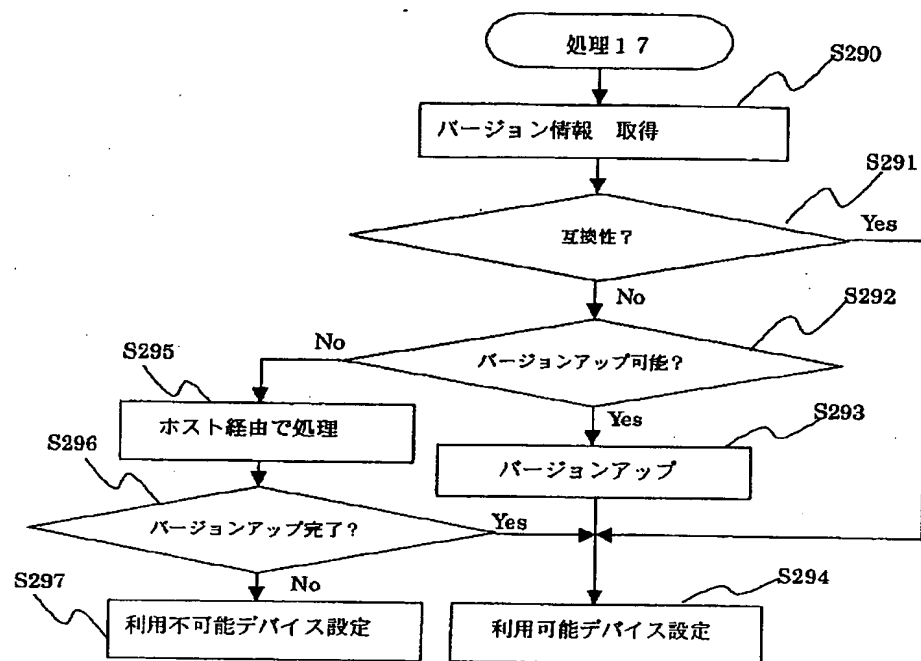 処理１７
S290
バージョン情報　取得
S291
互換性？
Yes
No
S292
バージョンアップ可能？
No
S295
Yes
S293
ホスト経由で処理
バージョンアップ
S296
バージョンアップ完了？
Yes
No
S297
S294
利用不可能デバイス設定
利用可能デバイス設定